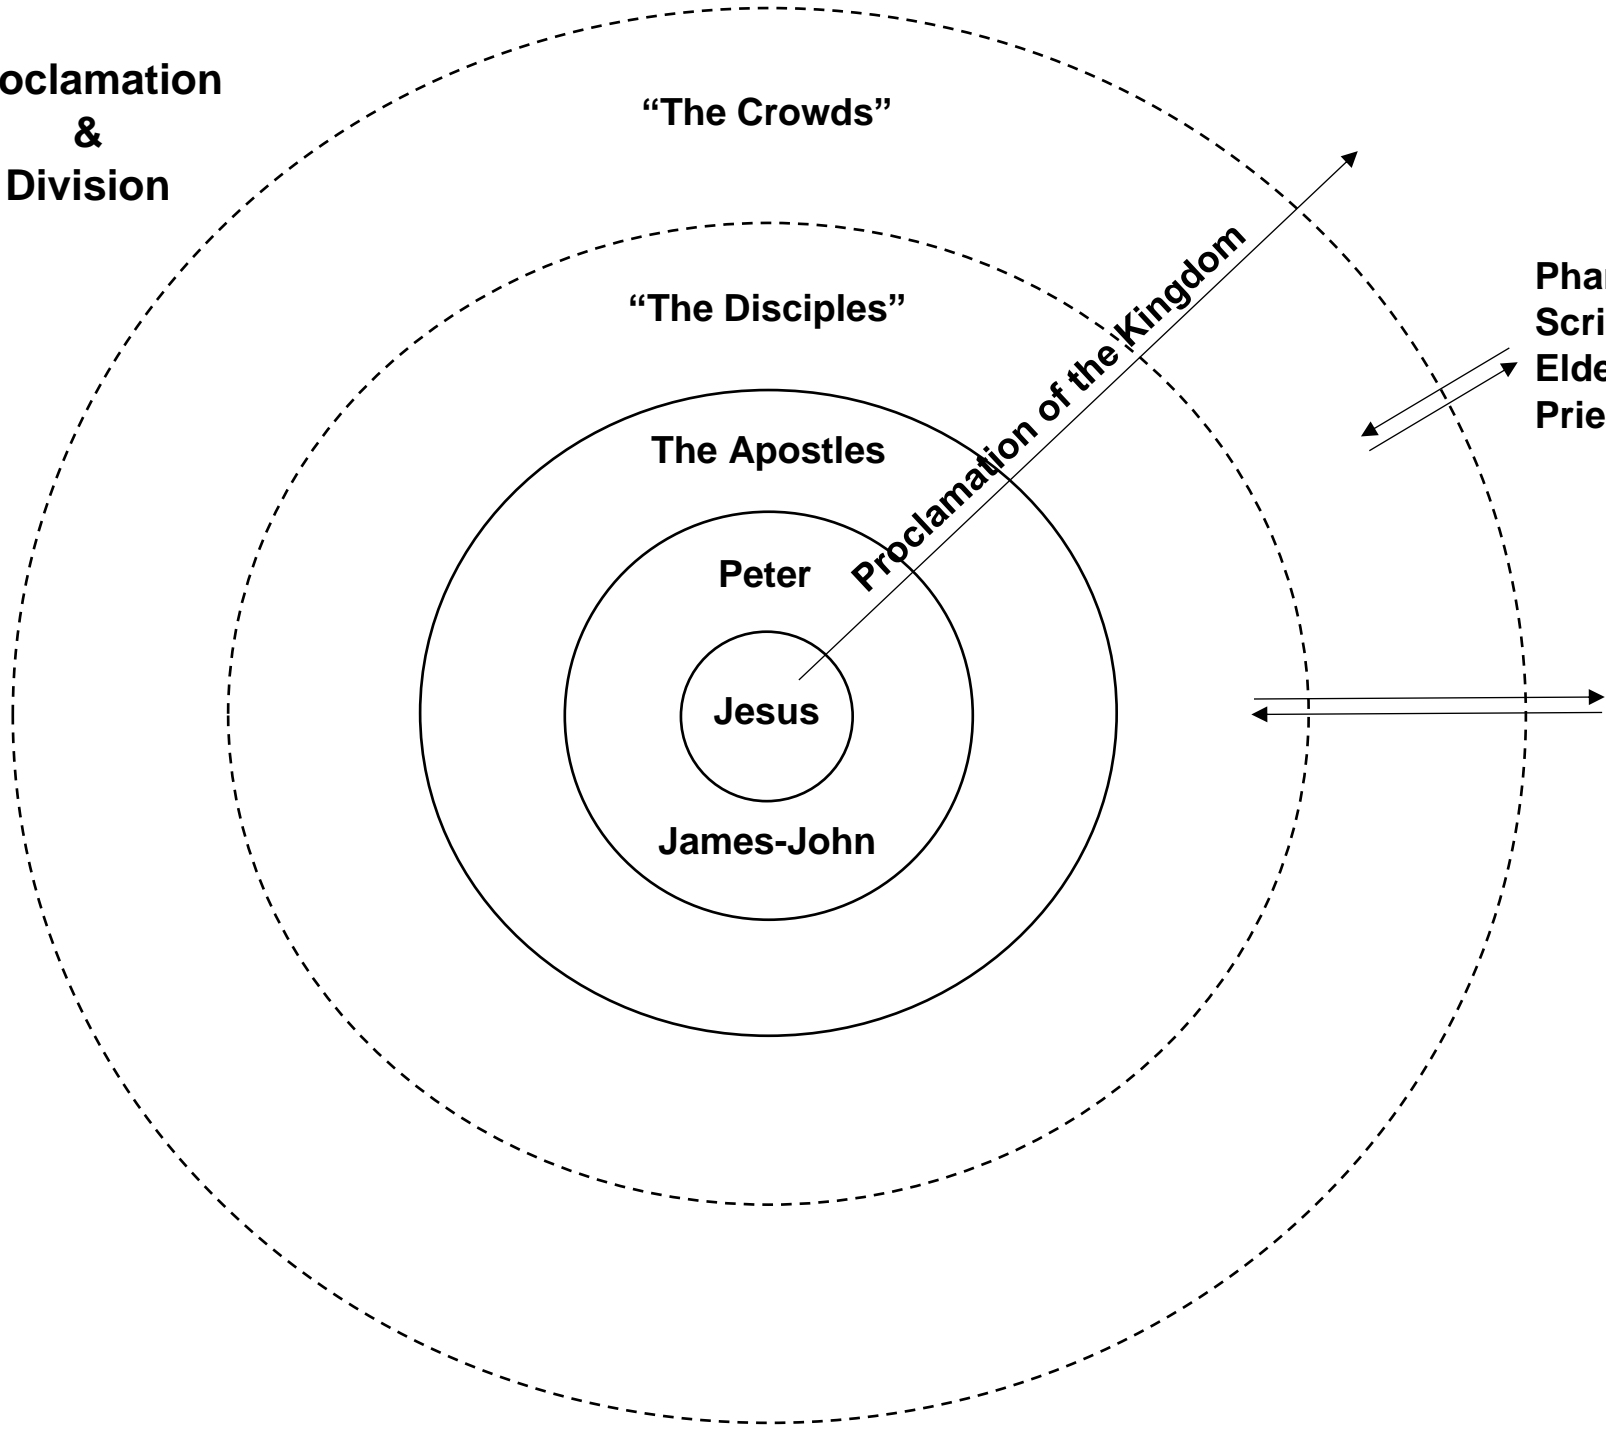 oclamation
&
Division
“The Crowds”
“The Disciples”
The Apostles
Peter
Jesus
James-John
Proclamation of the Kingdom
Phar
Scri
Elde
Prie